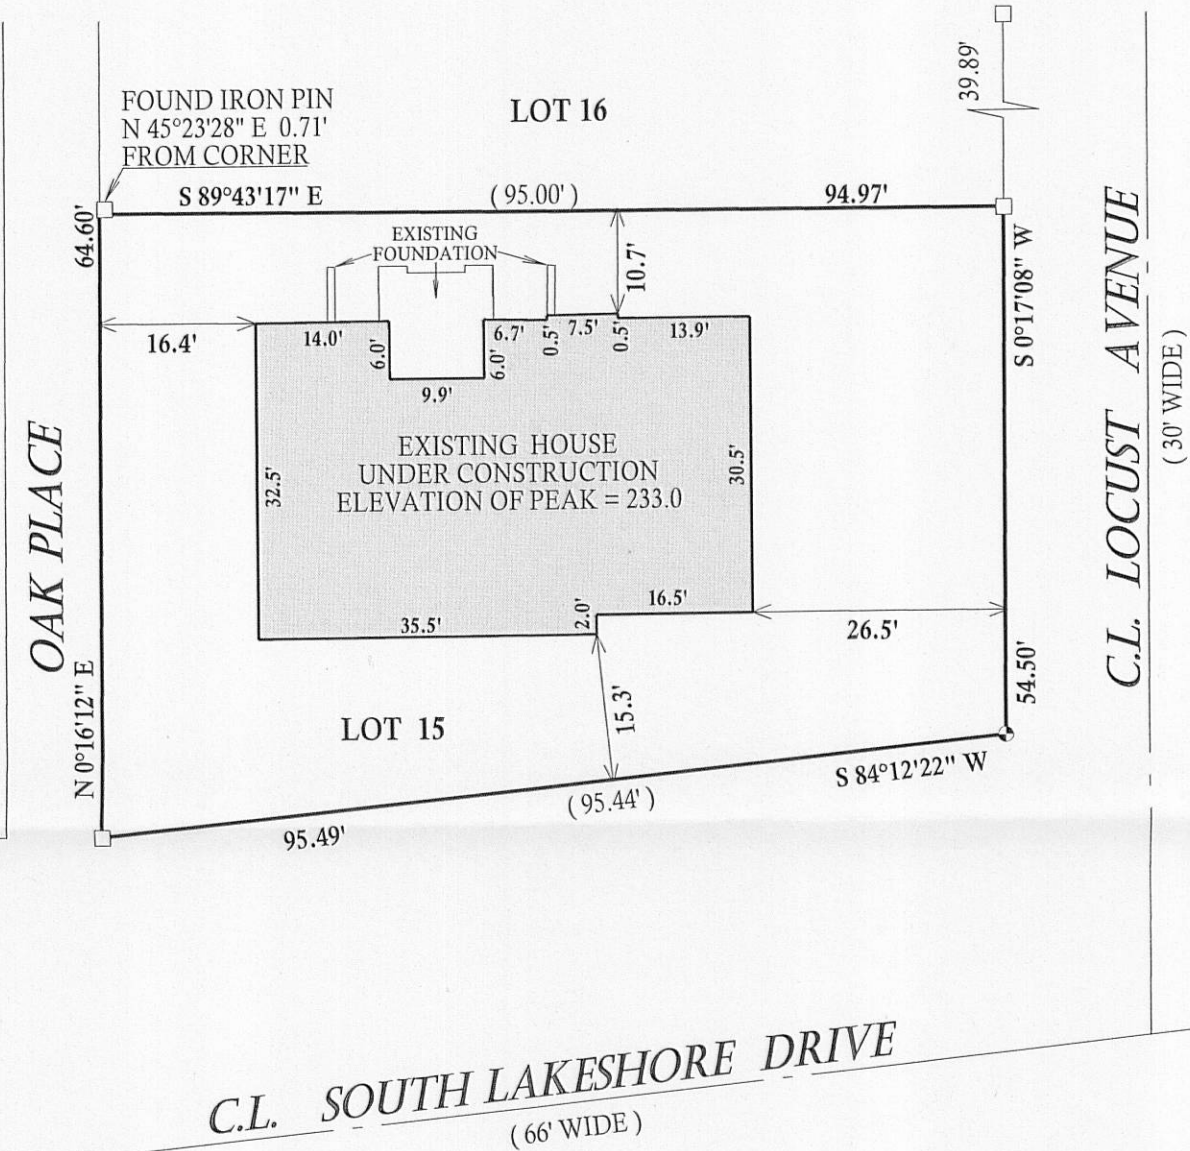 39.89'
FOUND IRON PIN
N 45°23'28" E 0.71'
FROM CORNER
LOT 16
S 89°43'17" E
( 95.00' )
94.97'
64.60'
EXISTING
FOUNDATION
10.7'
S 0°17'08" W
C.L. LOCUST AVENUE
( 30' WIDE )
16.4'
14.0'
6.0'
9.9'
6.0'
6.7'
0.5'
7.5'
0.5'
13.9'
EXISTING HOUSE
UNDER CONSTRUCTION
ELEVATION OF PEAK = 233.0
32.5'
30.5'
OAK PLACE
35.5'
2.0'
16.5'
26.5'
N 0°16'12" E
LOT 15
15.3'
54.50'
S 84°12'22" W
( 95.44' )
95.49'
C.L. SOUTH LAKESHORE DRIVE
( 66' WIDE )